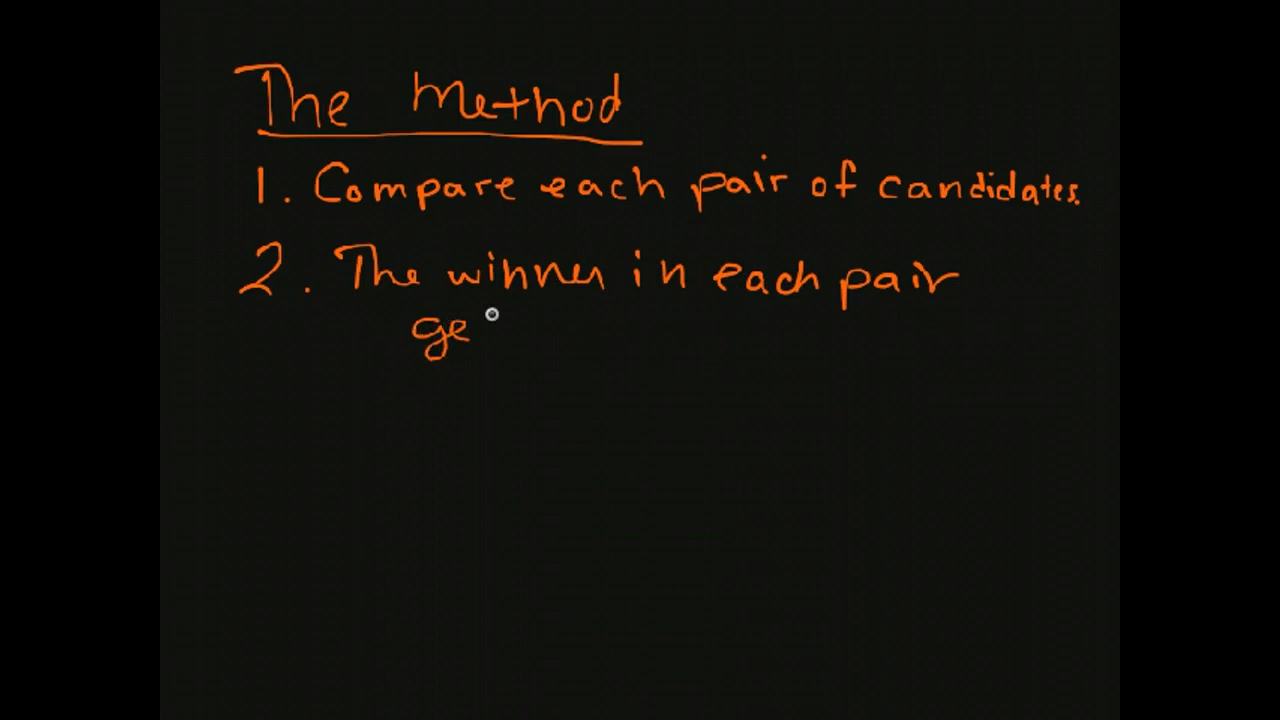 The Method
1. Compare each pair of candidates.
2. The winner in each pair
ge